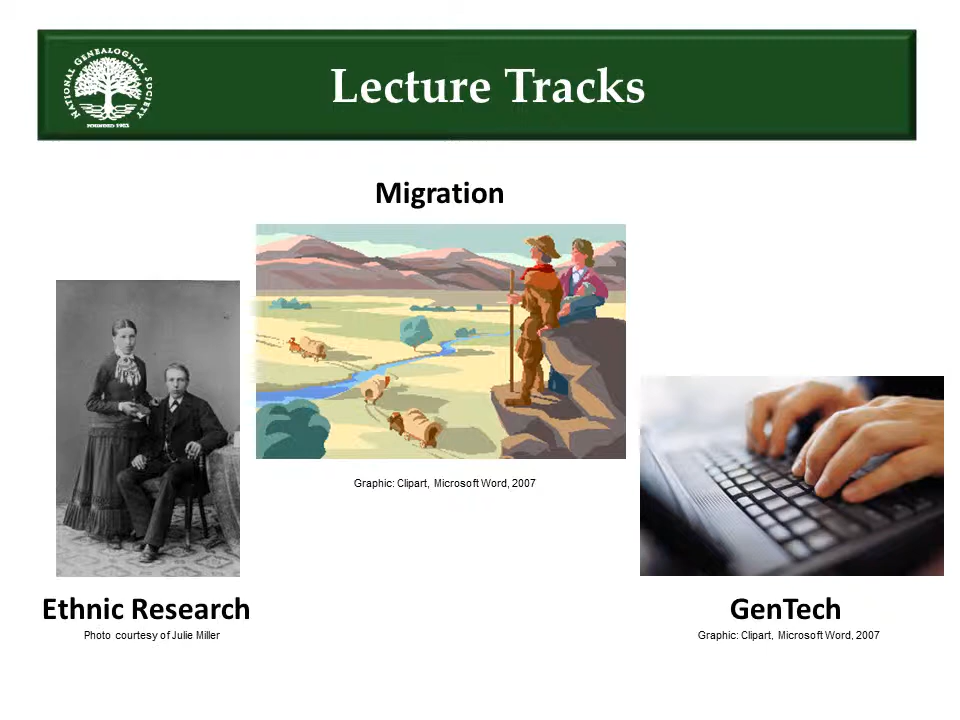 NATIONAL GENEALOGICAL SOCIETY
FOUNDED 1903
Lecture Tracks
Migration
Graphic: Clipart, Microsoft Word, 2007
Ethnic Research
Photo courtesy of Julie Miller
GenTech
Graphic: Clipart, Microsoft Word, 2007